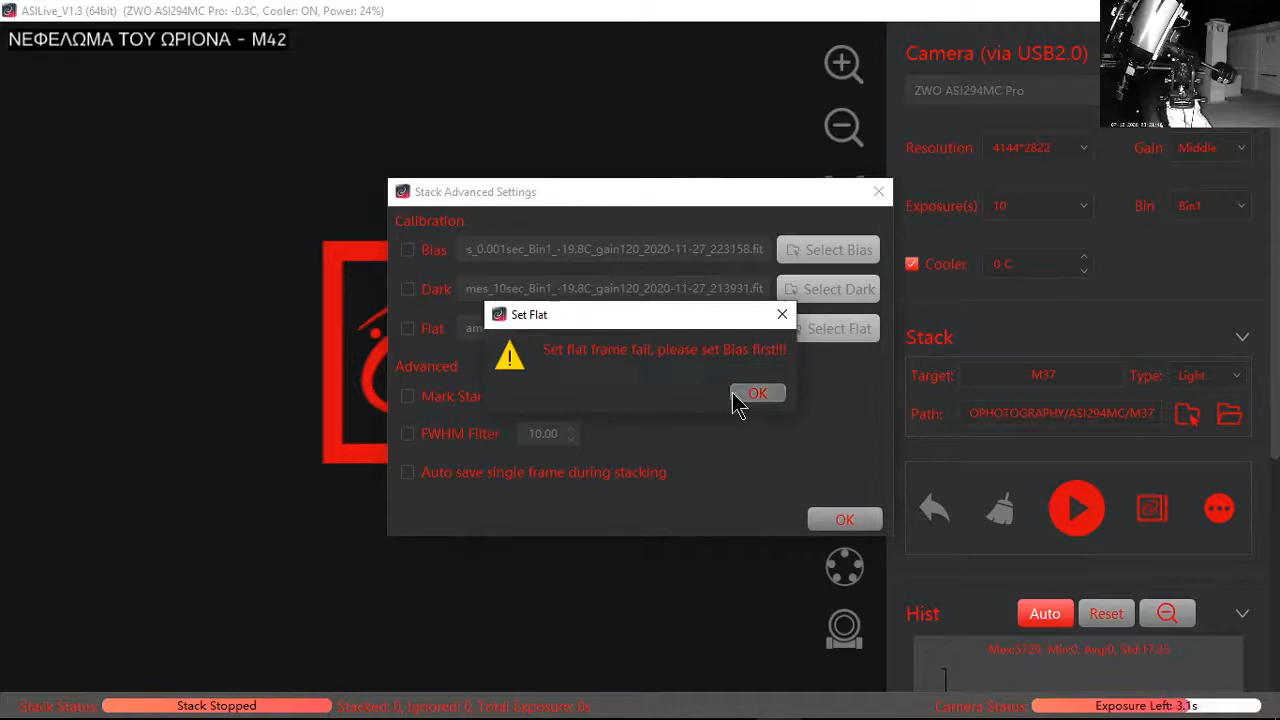 ASILive_V1.3 (64bit) (ZWO ASI294MC Pro: -0.3C, Cooler: ON, Power: 24%)
ΝΕΦΕΛΩΜΑ ΤΟΥ ΩΡΙΟΝΑ - M42
Camera (via USB2.0)
ZWO ASI294MC Pro
Resolution 4144*2822 Gain Middle
Exposure(s) 10 Bin Bin1
Cooler 0 C
Stack Advanced Settings
Calibration
Bias s_0.001sec_Bin1_-19.8C_gain120_2020-11-27_223158.fit Select Bias
Dark mes_10sec_Bin1_-19.8C_gain120_2020-11-27_213931.fit Select Dark
Flat Select Flat
Set Flat
Set flat frame fail, please set Bias first!!!
OK
Advanced
Mark Star
FWHM Filter 10.00
Auto save single frame during stacking
OK
Stack
Target: M37 Type: Light
Path: OPHOTOGRAPHY/ASI294MC/M37
Hist Auto Reset
Max:5729, Min:0, Avg:0, Std:17.35
Stack Status: Stack Stopped Stacked: 0, Ignored: 0, Total Exposure: 0s
Camera Status: Exposure Left: 3.1s